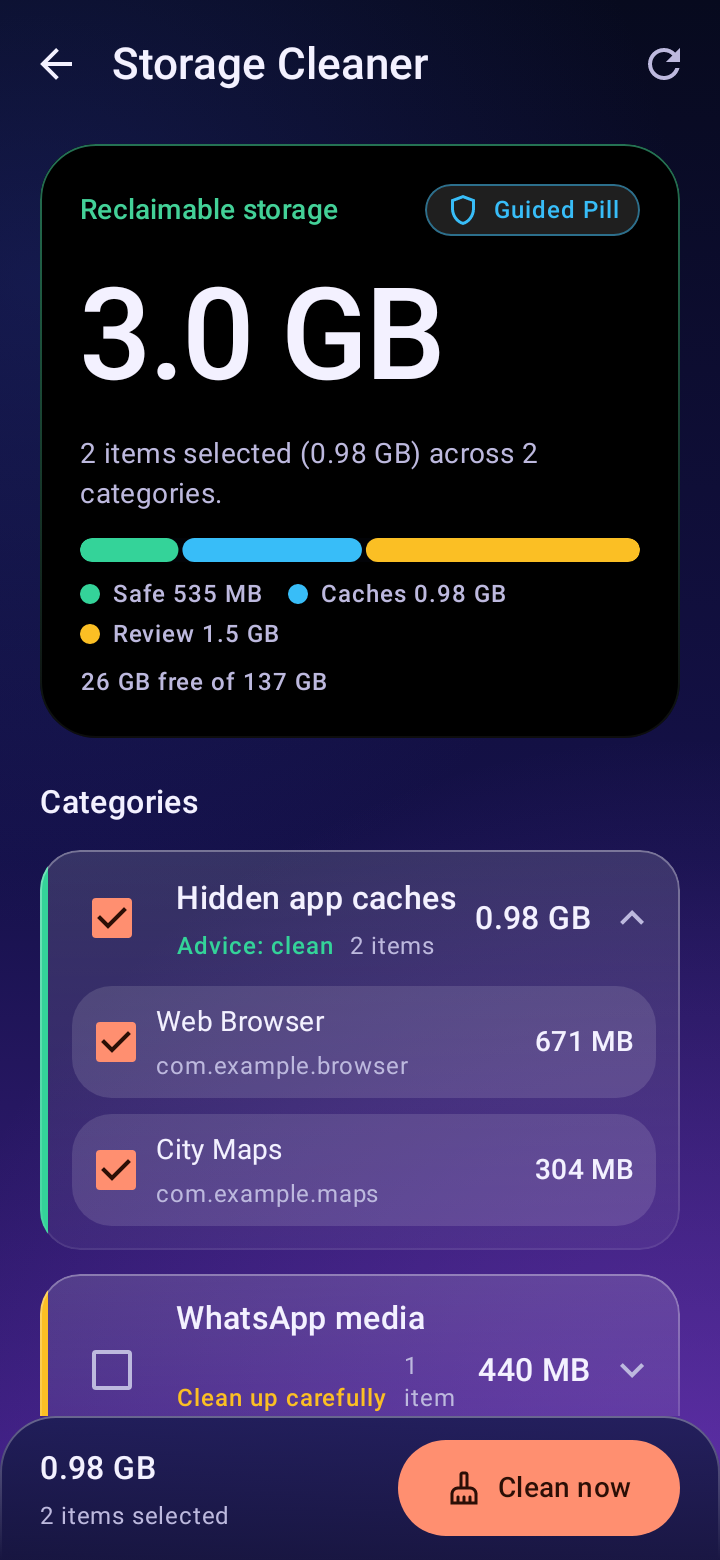 Storage Cleaner
Reclaimable storage
Guided Pill
3.0 GB
2 items selected (0.98 GB) across 2
categories.
Safe 535 MB
Caches 0.98 GB
Review 1.5 GB
26 GB free of 137 GB
Categories
Hidden app caches
0.98 GB
Advice: clean
2 items
Web Browser
com.example.browser
671 MB
City Maps
com.example.maps
304 MB
WhatsApp media
Clean up carefully
1
item
440 MB
0.98 GB
2 items selected
Clean now